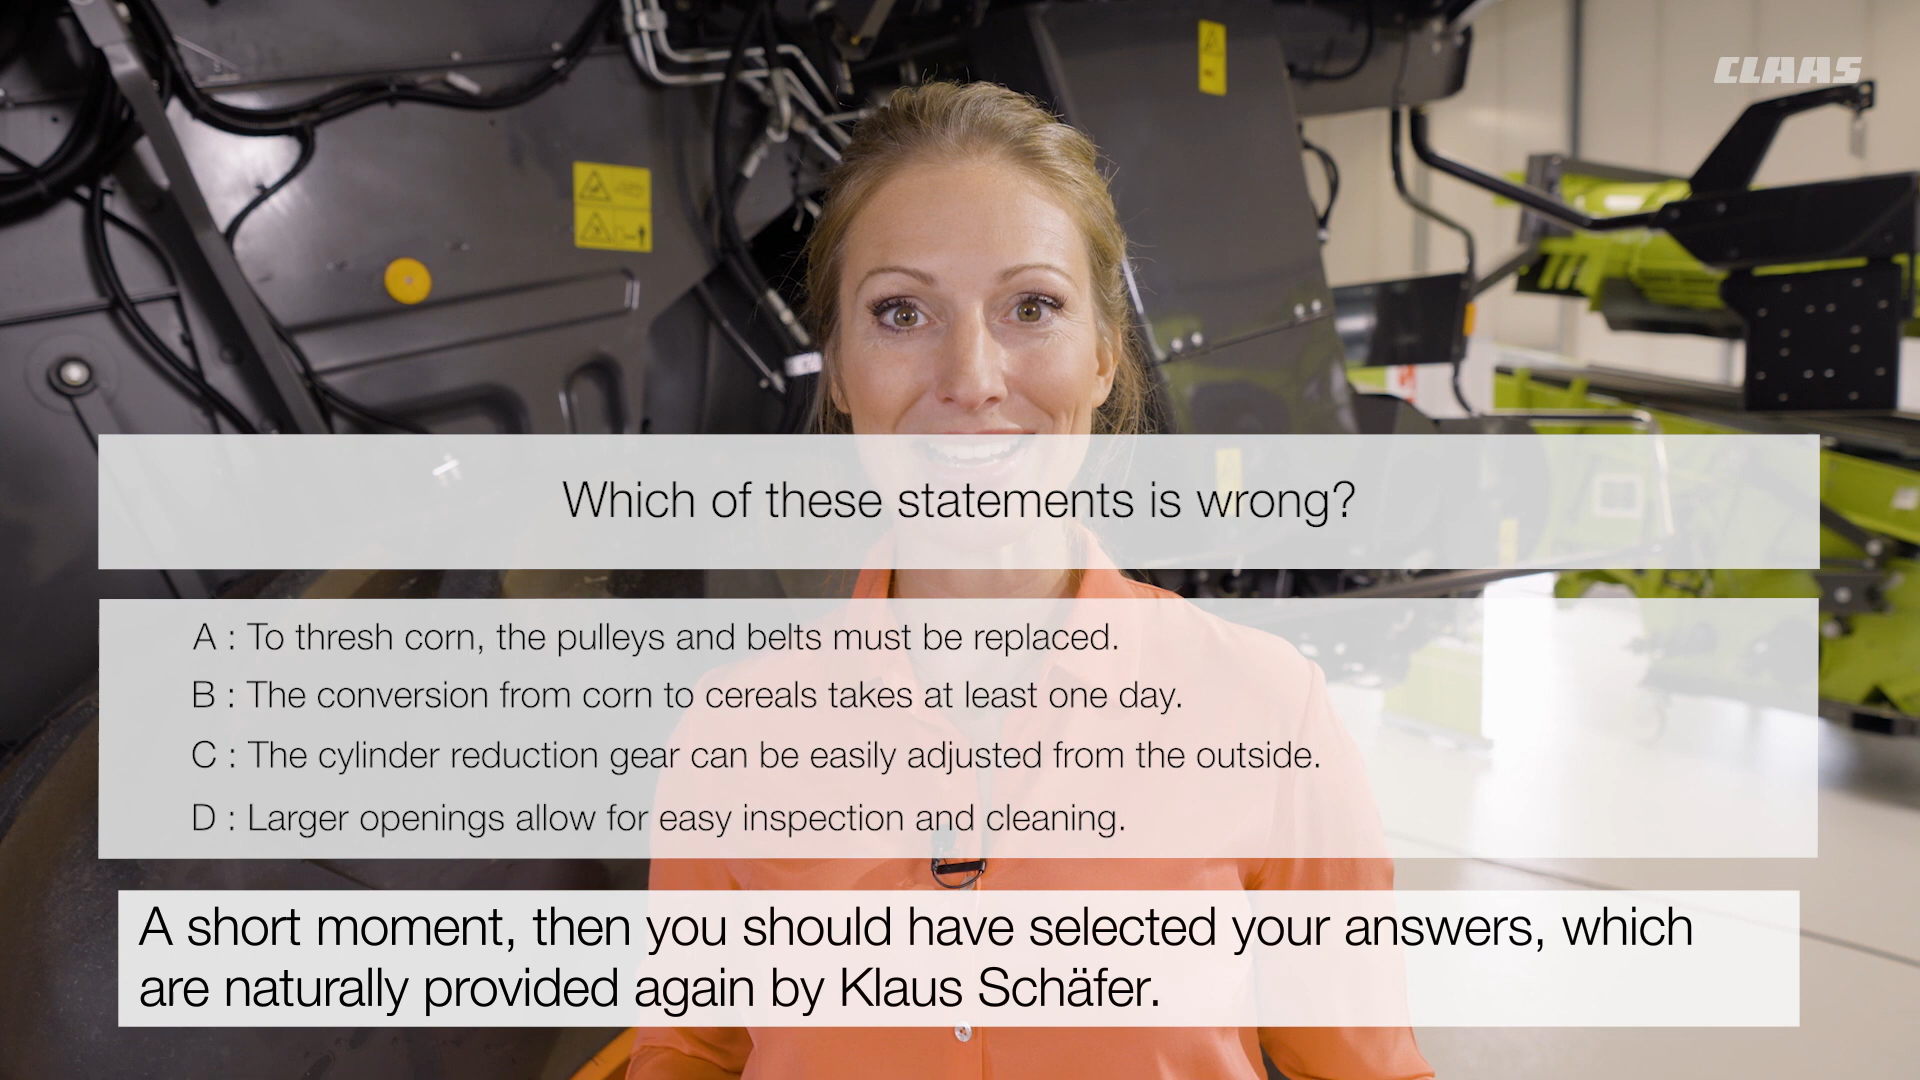 CLAAS
Which of these statements is wrong?
A : To thresh corn, the pulleys and belts must be replaced.
B : The conversion from corn to cereals takes at least one day.
C : The cylinder reduction gear can be easily adjusted from the outside.
D : Larger openings allow for easy inspection and cleaning.
A short moment, then you should have selected your answers, which
are naturally provided again by Klaus Schäfer.